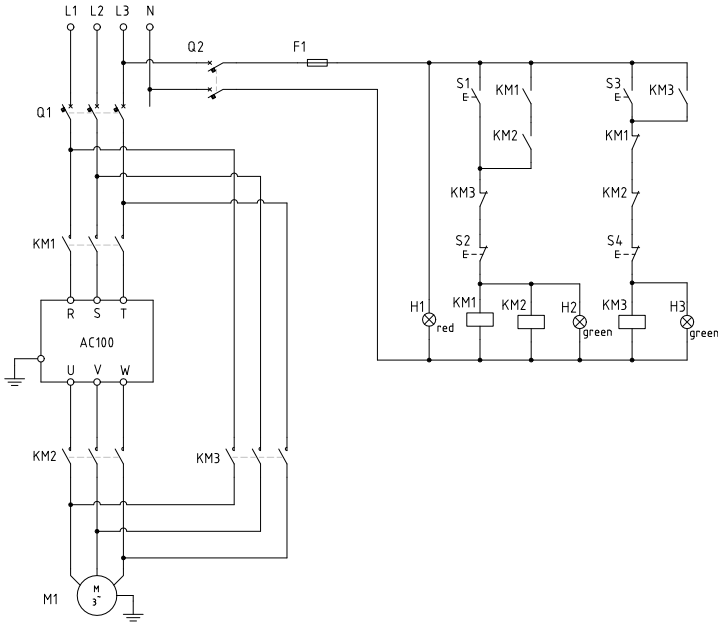 L1 L2 L3 N
Q2 F1
S1 KM1 S3 KM3
Q1
KM2 KM1
KM3 KM2
KM1 S2 S4
R S T
H1 KM1 KM2 H2 KM3 H3
red green green
AC100
U V W
KM2 KM3
M
3~
M1